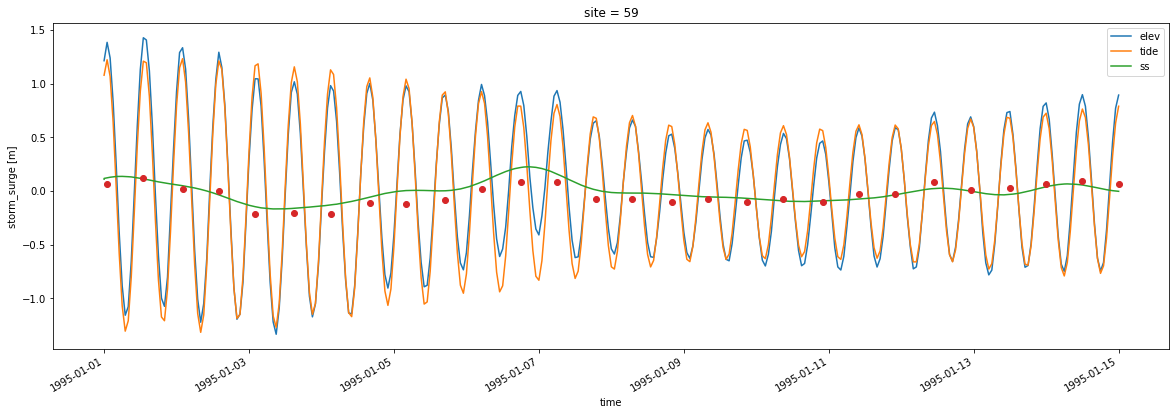 site = 59
storm_surge [m]
1.5
1.0
0.5
0.0
−0.5
−1.0
elev
tide
ss
1995-01-01
1995-01-03
1995-01-05
1995-01-07
1995-01-09
1995-01-11
1995-01-13
1995-01-15
time